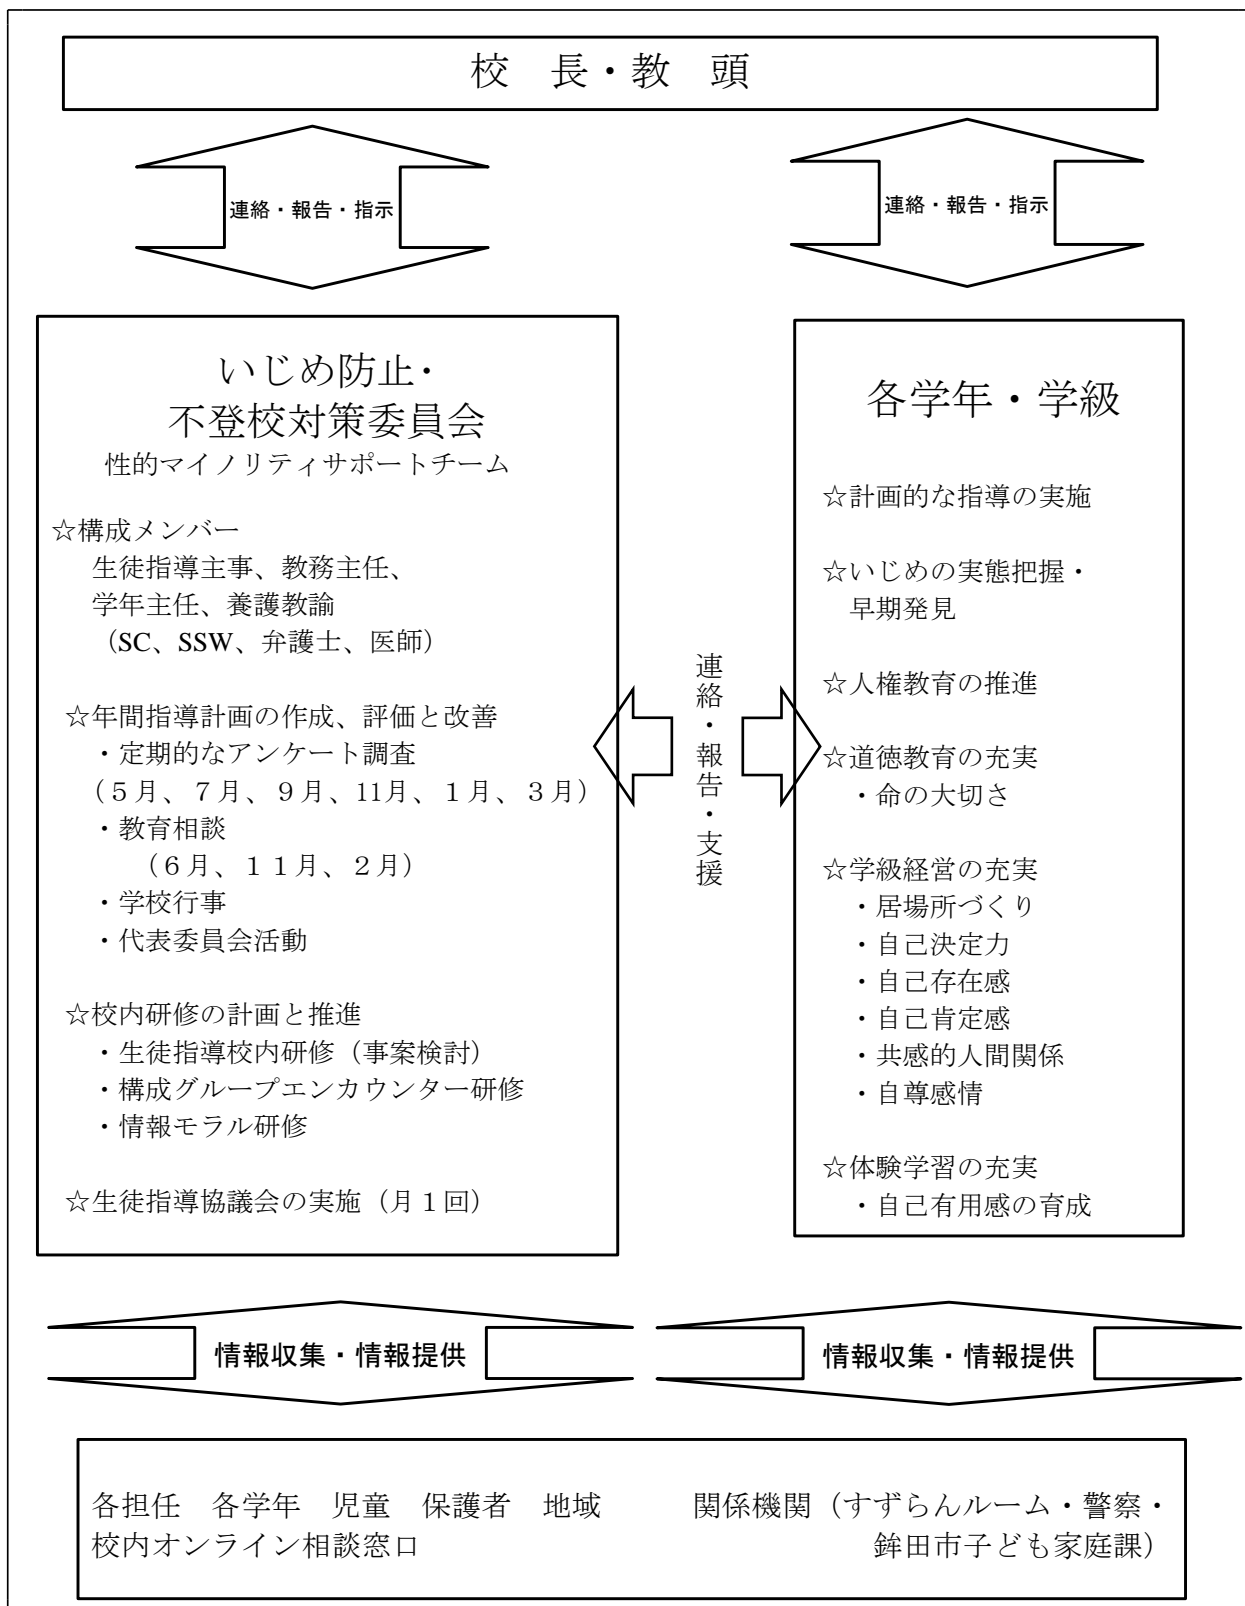 校　長・教　頭
連絡・報告・指示
連絡・報告・指示
いじめ防止・
不登校対策委員会
性的マイノリティサポートチーム
☆構成メンバー
生徒指導主事、教務主任、
学年主任、養護教諭
（SC、SSW、弁護士、医師）
☆年間指導計画の作成、評価と改善
・定期的なアンケート調査
（５月、７月、９月、11月、１月、３月）
・教育相談
（６月、１１月、２月）
・学校行事
・代表委員会活動
☆校内研修の計画と推進
・生徒指導校内研修（事案検討）
・構成グループエンカウンター研修
・情報モラル研修
☆生徒指導協議会の実施（月１回）
連絡・報告・支援
各学年・学級
☆計画的な指導の実施
☆いじめの実態把握・
早期発見
☆人権教育の推進
☆道徳教育の充実
・命の大切さ
☆学級経営の充実
・居場所づくり
・自己決定力
・自己存在感
・自己肯定感
・共感的人間関係
・自尊感情
☆体験学習の充実
・自己有用感の育成
情報収集・情報提供
情報収集・情報提供
各担任　各学年　児童　保護者　地域　　　関係機関（すずらんルーム・警察・
校内オンライン相談窓口　　　　　　　　　　　　　　鉾田市子ども家庭課）